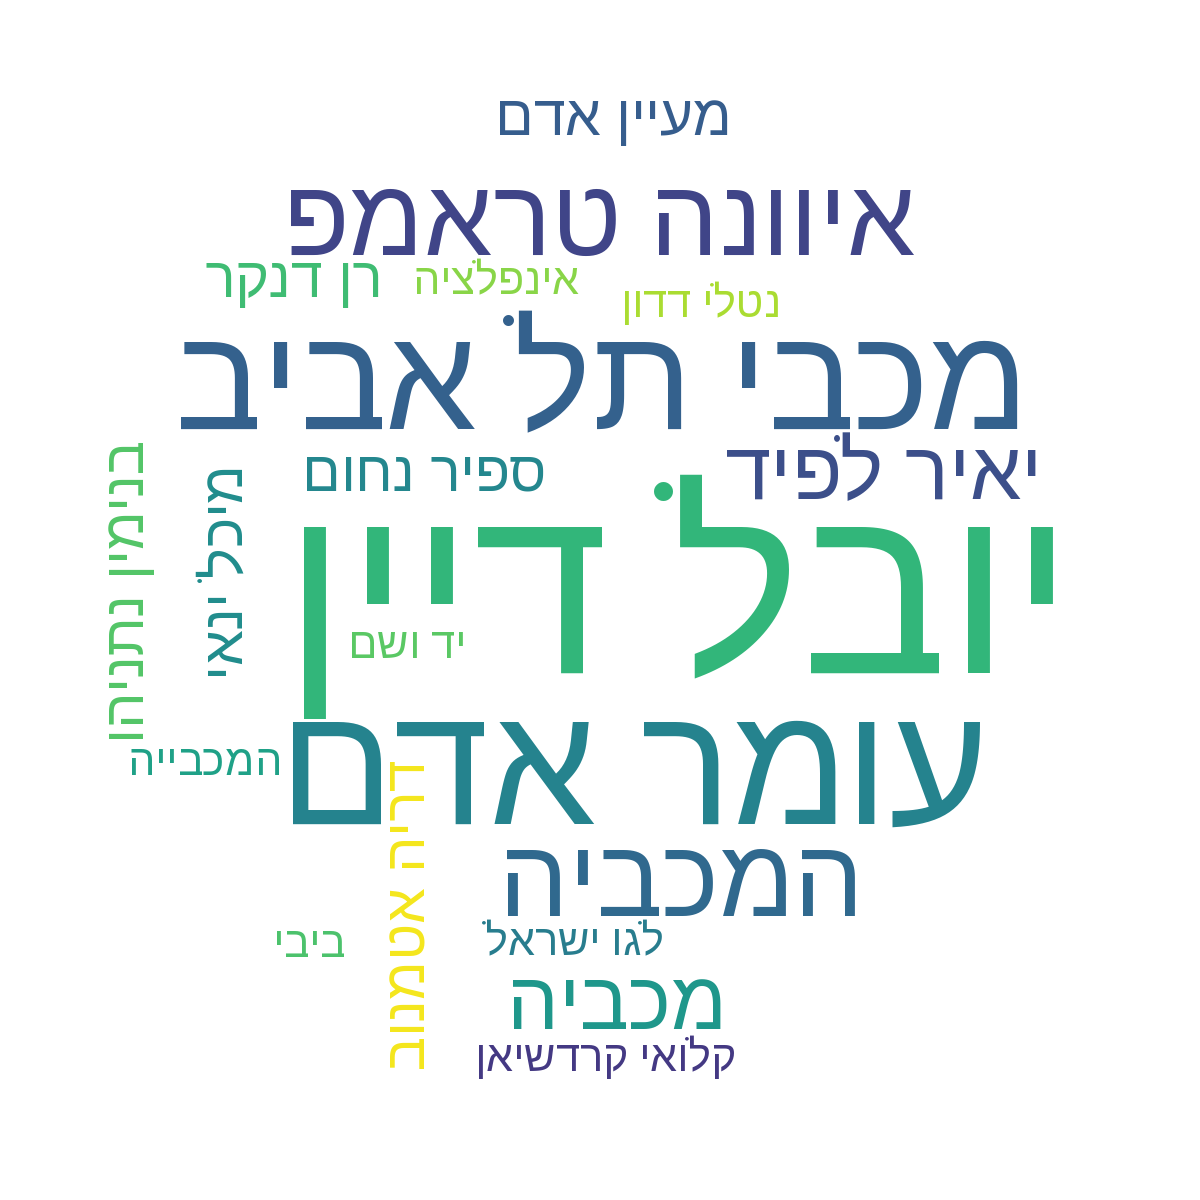 מעיין אדם
איוונה טראמפ
רן דנקר
אינפלציה
נטלי דדון
מכבי תל אביב
יאיר לפיד
ספיר נחום
בנימין נתניהו
מיכל ינאי
יובל דיין
יד ושם
עומר אדם
המכבייה
דריה אטמנוב
המכביה
ביבי
לגו ישראל
מכביה
קלואי קרדשיאן